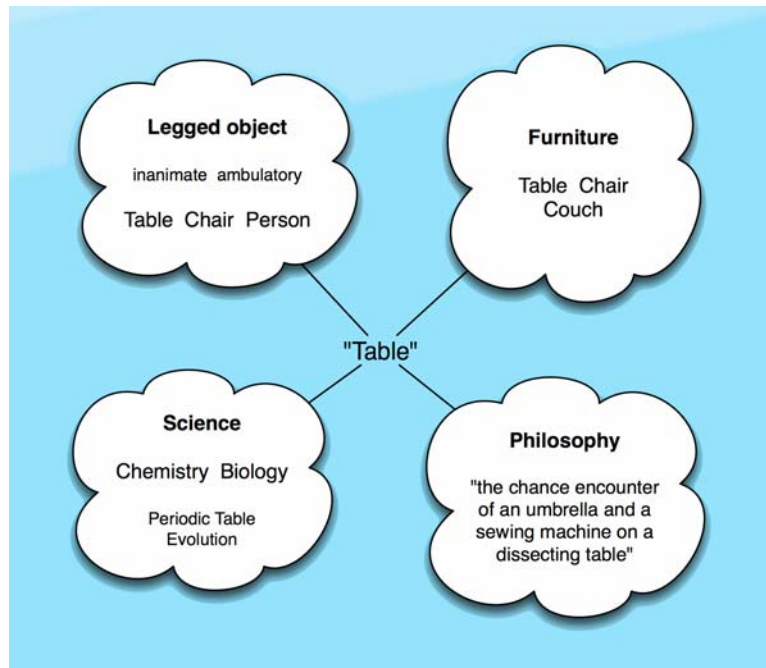 Legged object
inanimate ambulatory
Table Chair Person
Furniture
Table Chair
Couch
"Table"
Science
Chemistry Biology
Periodic Table
Evolution
Philosophy
"the chance encounter
of an umbrella and a
sewing machine on a
dissecting table"